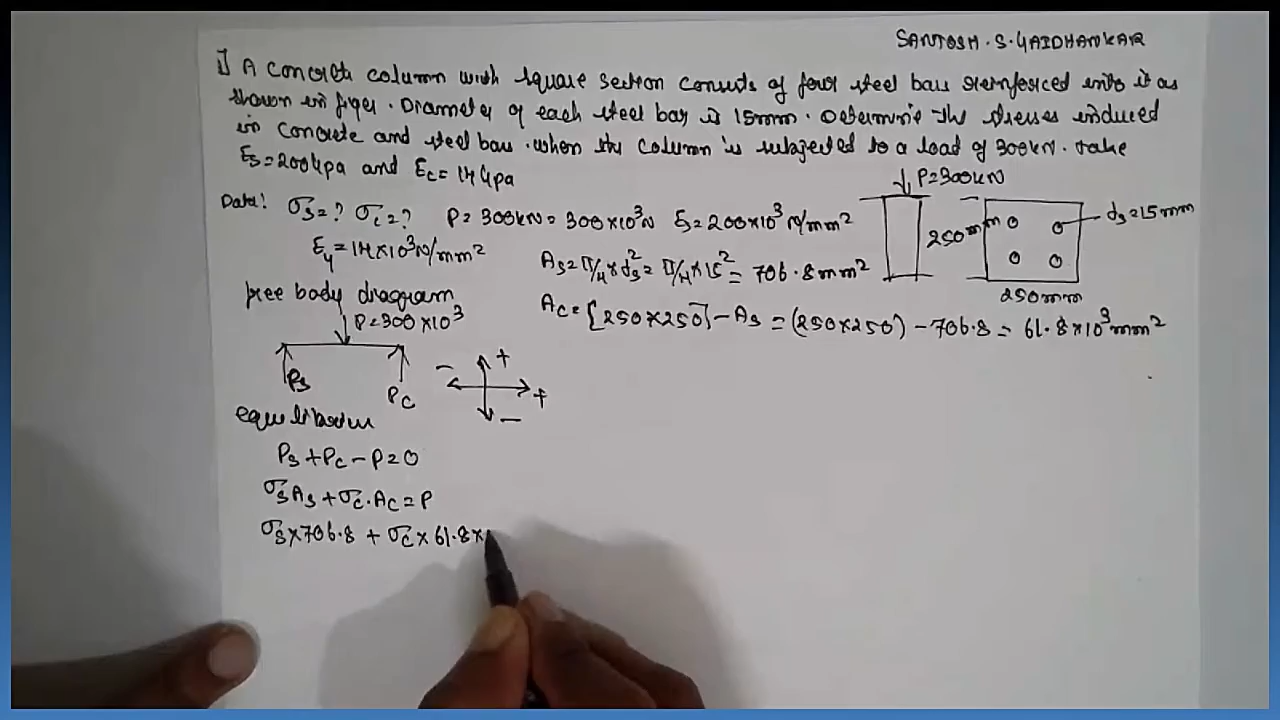 SANTOSH.S.GAIDHANKAR
1] A concrete column with square section consists of four steel bars reinforced into it as
shown in figer. Diameter of each steel bar is 15mm. Determine the stresses induced
in concrete and steel bars. when the column is subjected to a load of 300kN. take
Es=200Gpa and Ec=14Gpa
P=300kN
Data: σs=? σc=? P=300kN=300×10³N Es=200×10³N/mm²
250mm
ds=15mm
Ey=14×10³N/mm²
As=π/4×ds²=π/4×15²=706.8mm²
250mm
free body diagram
Ac=[250×250]-As=(250×250)-706.8=61.8×10³mm²
P=300×10³
Ps
Pc
- + + -
equilibrium
Ps+Pc-P=0
σsAs+σc.Ac=P
σs×706.8+σc×61.8×